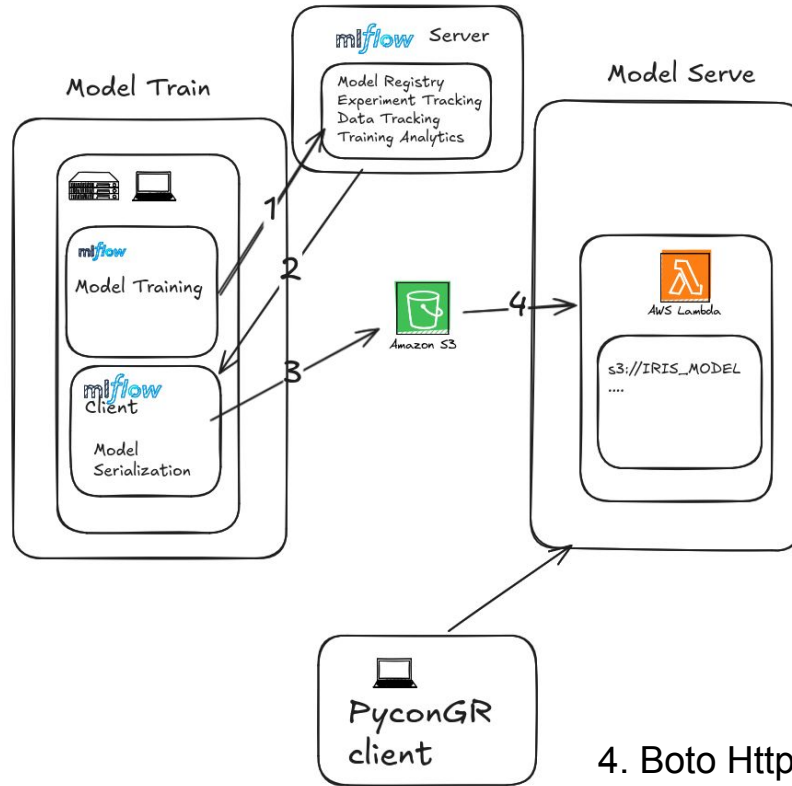 mlflow Server
Model Registry
Experiment Tracking
Data Tracking
Training Analytics
Model Train
mlflow
Model Training
mlflow
Client
Model
Serialization
1
2
3
4
Amazon S3
Model Serve
AWS Lambda
s3://IRIS_MODEL
....
PyconGR
client
4. Boto Http